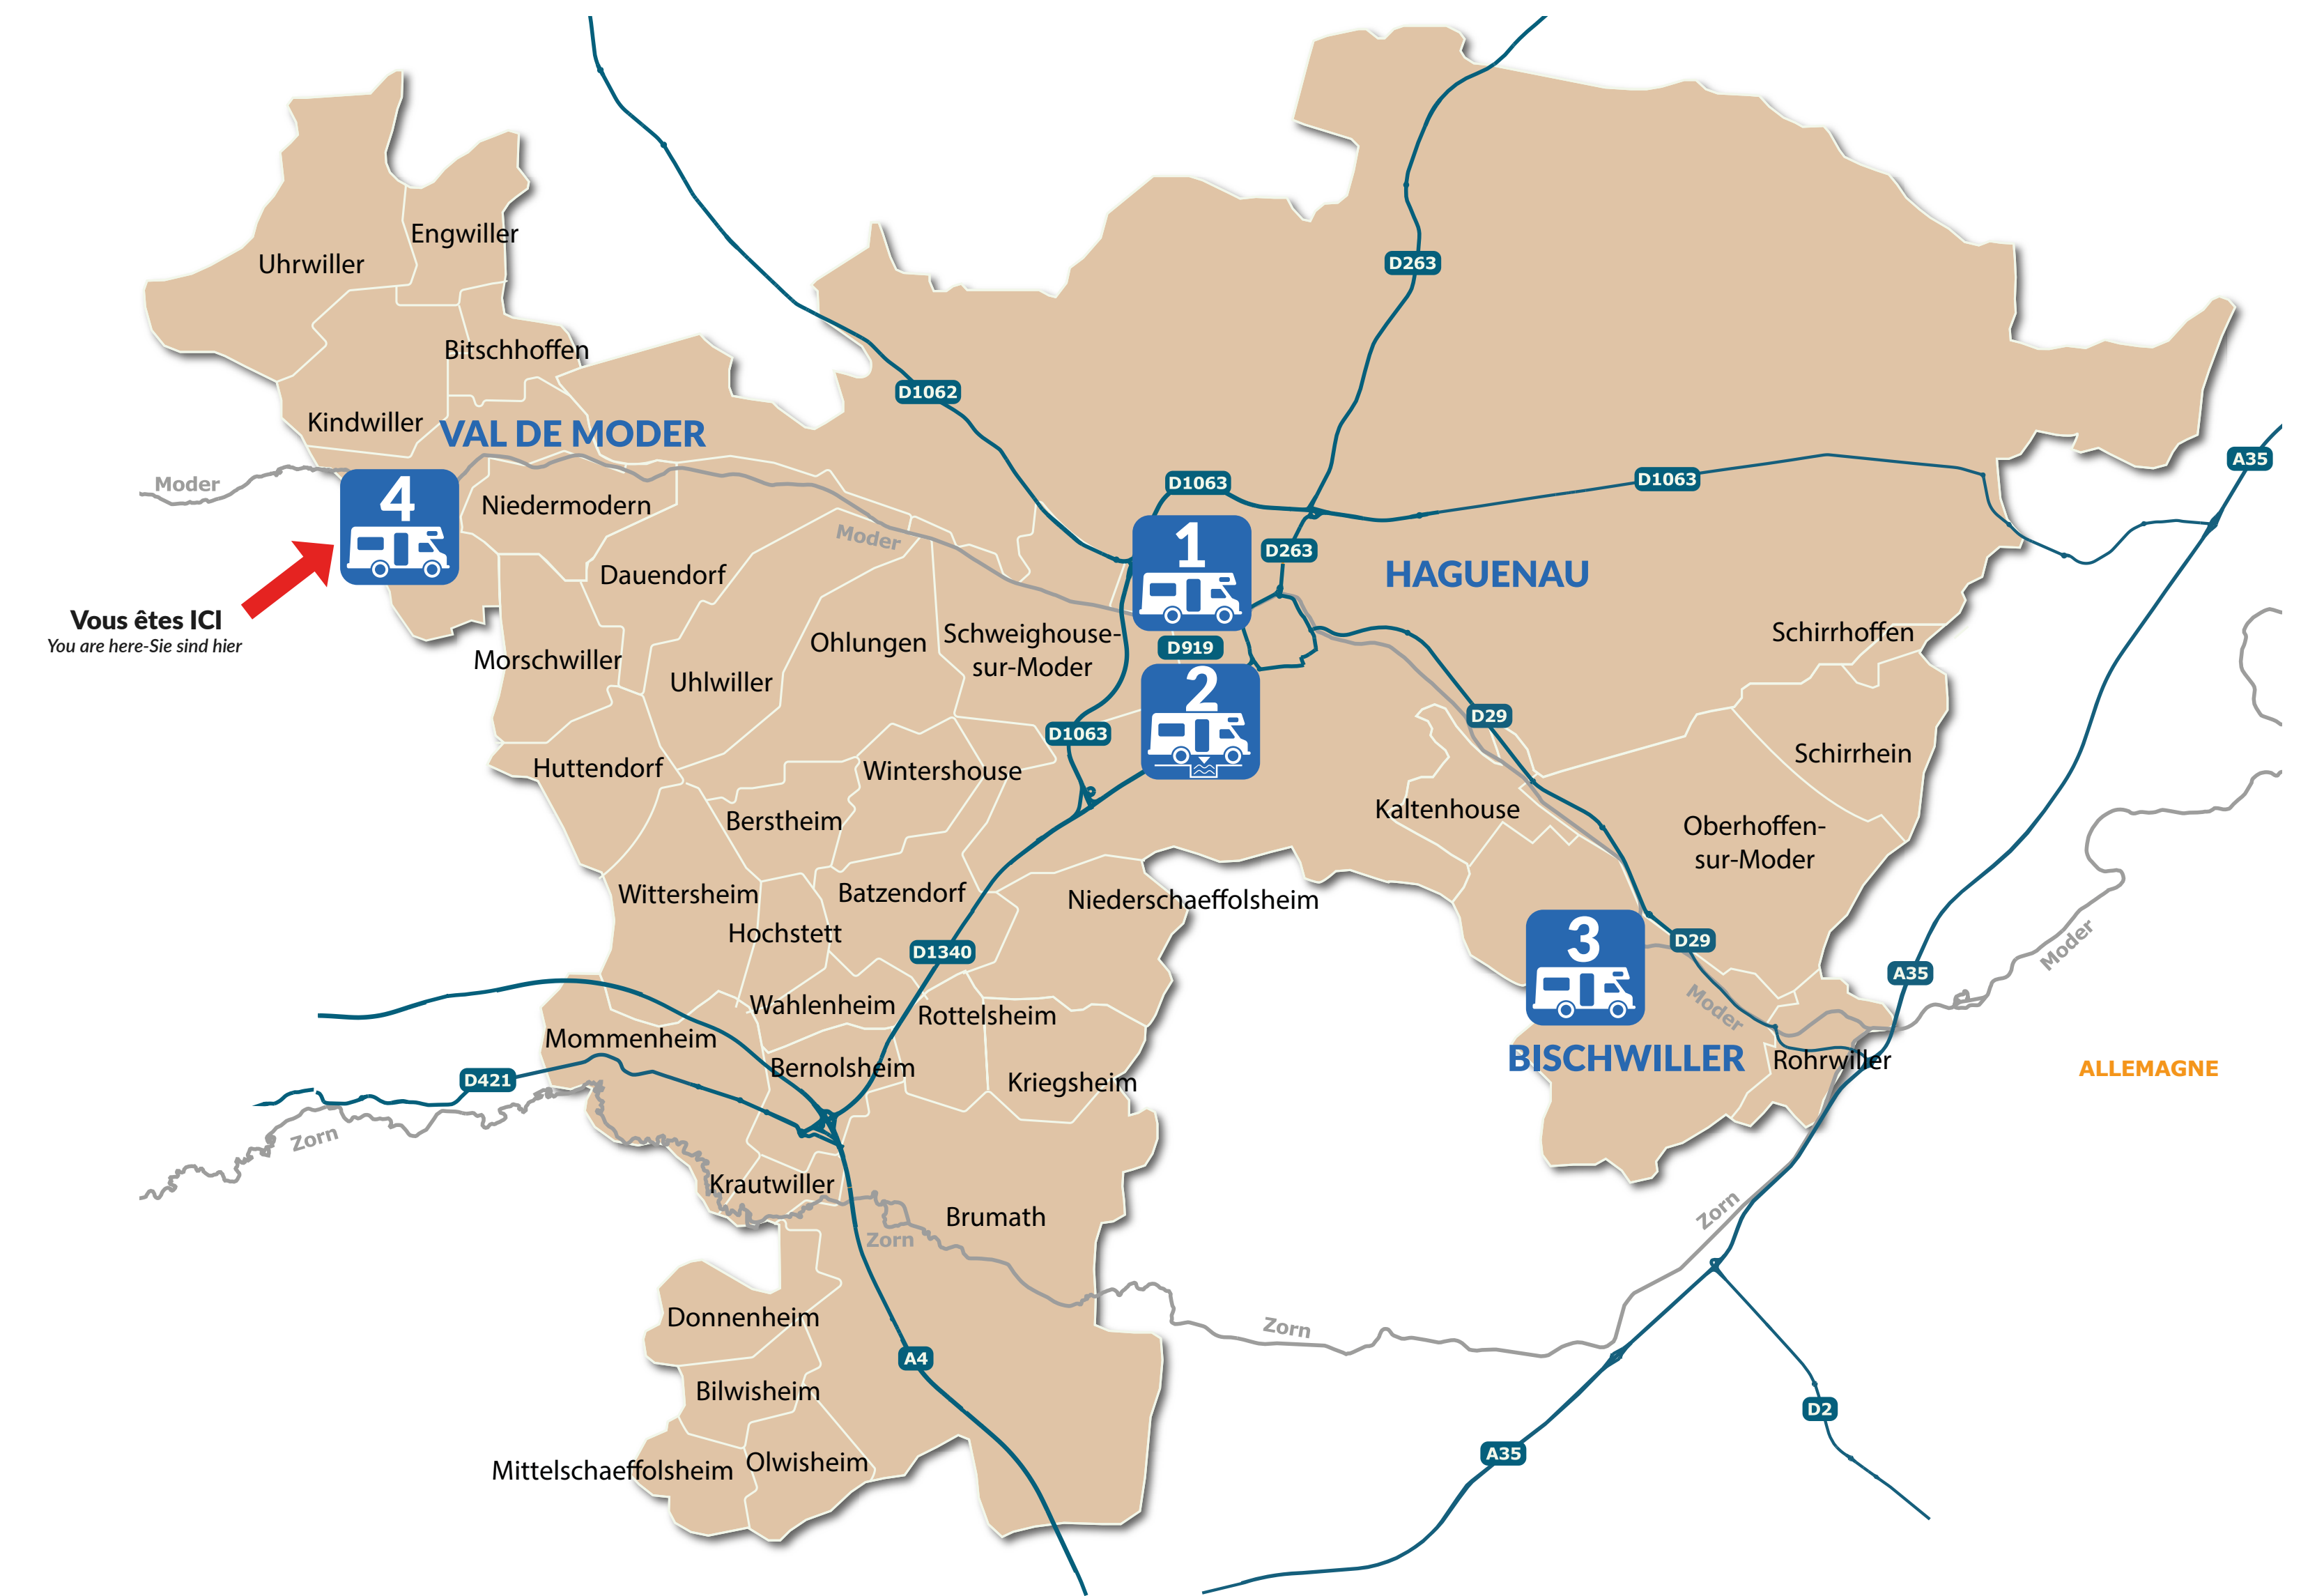 Engwiller
Uhrwiller
D263
Bitschhoffen
D1062
Kindwiller
VAL DE MODER
A35
Moder
4
Niedermodern
D1063
D1063
Moder
1
D263
HAGUENAU
Dauendorf
Vous êtes ICI
You are here-Sie sind hier
Ohlungen
Schweighouse-
sur-Moder
D919
Schirrhoffen
Morschwiller
Uhlwiller
2
D29
D1063
Schirrhein
Huttendorf
Wintershouse
Berstheim
Kaltenhouse
Oberhoffen-
sur-Moder
Wittersheim
Batzendorf
Niederschaeffolsheim
Hochstett
D1340
3
D29
Moder
A35
Wahlenheim
Rottelsheim
Moder
Mommenheim
Bernolsheim
BISCHWILLER
Rohrwiller
ALLEMAGNE
D421
Kriegsheim
Zorn
Krautwiller
Brumath
Zorn
Zorn
Donnenheim
Zorn
A4
Bilwisheim
D2
Mittelschaeffolsheim
Olwisheim
A35